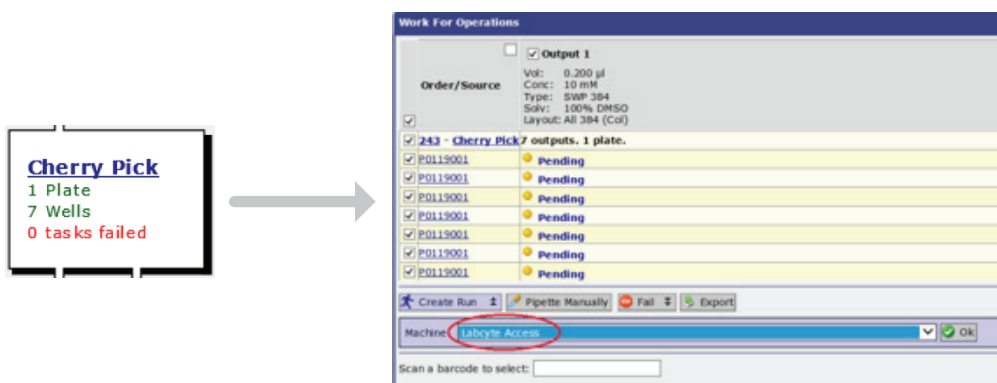 Cherry Pick
1 Plate
7 Wells
0 tasks failed
Work For Operations
Order/Source
Output 1
Vol: 0.200 µl
Conc: 10 mM
Type: SWP 384
Solv: 100% DMSO
Layout: All 384 (Col)
243 - Cherry Pick 7 outputs. 1 plate.
P0119001 Pending
P0119001 Pending
P0119001 Pending
P0119001 Pending
P0119001 Pending
P0119001 Pending
P0119001 Pending
Create Run Pipette Manually Fail Export
Machine Labcyte Access Ok
Scan a barcode to select: